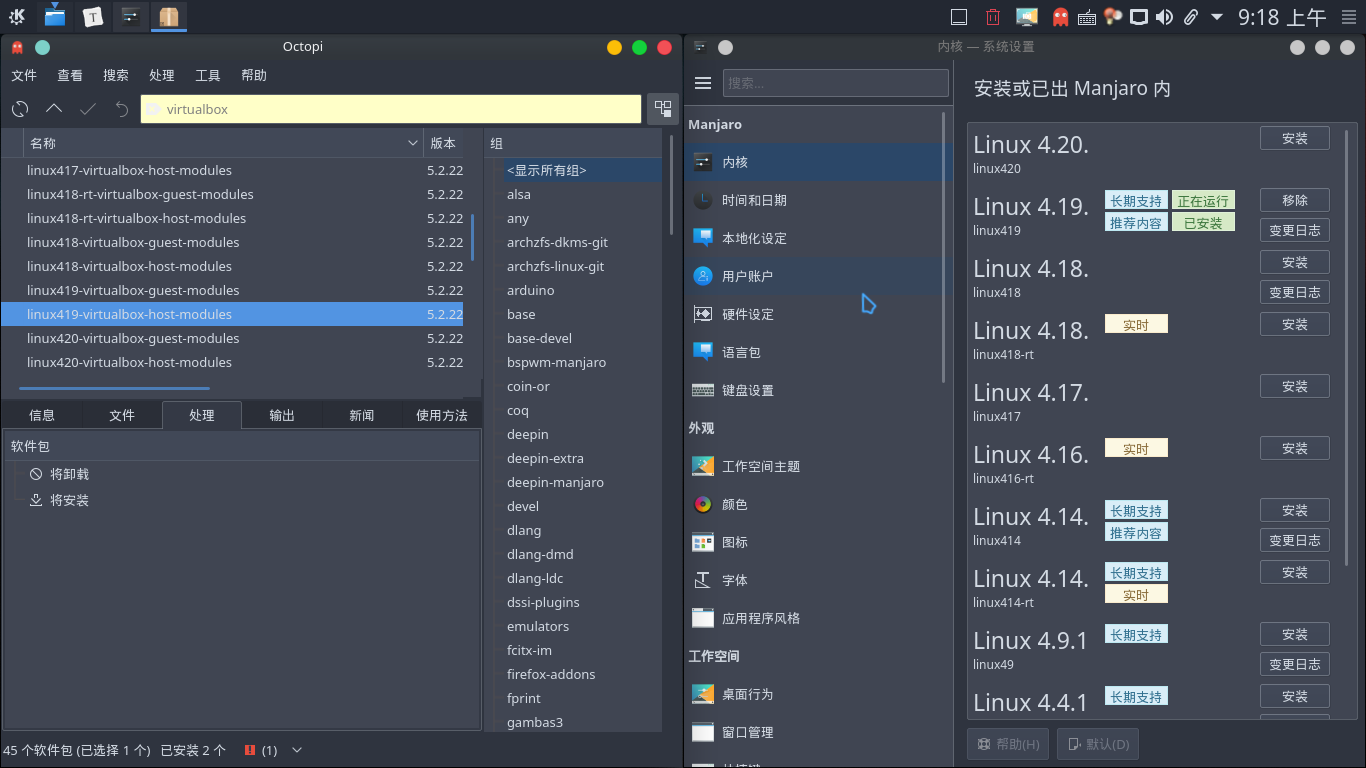 9:18 上午
Octopi
文件 查看 搜索 处理 工具 帮助
virtualbox
名称 版本
linux417-virtualbox-host-modules 5.2.22
linux418-rt-virtualbox-guest-modules 5.2.22
linux418-rt-virtualbox-host-modules 5.2.22
linux418-virtualbox-guest-modules 5.2.22
linux418-virtualbox-host-modules 5.2.22
linux419-virtualbox-guest-modules 5.2.22
linux419-virtualbox-host-modules 5.2.22
linux420-virtualbox-guest-modules 5.2.22
linux420-virtualbox-host-modules 5.2.22
信息 文件 处理 输出 新闻 使用方法
软件包
将卸载
将安装
组
<显示所有组>
alsa
any
archzfs-dkms-git
archzfs-linux-git
arduino
base
base-devel
bspwm-manjaro
coin-or
coq
deepin
deepin-extra
deepin-manjaro
devel
dlang
dlang-dmd
dlang-ldc
dssi-plugins
emulators
fcitx-im
firefox-addons
fprint
gambas3
45 个软件包 (已选择 1 个) 已安装 2 个 (1)
内核 — 系统设置
搜索...
Manjaro
内核
时间和日期
本地化设定
用户账户
硬件设定
语言包
键盘设置
外观
工作空间主题
颜色
图标
字体
应用程序风格
工作空间
桌面行为
窗口管理
安装或已出 Manjaro 内
Linux 4.20. 安装
linux420
Linux 4.19. 长期支持 正在运行 移除
推荐内容 已安装
linux419 变更日志
Linux 4.18. 安装
linux418 变更日志
Linux 4.18. 实时 安装
linux418-rt
Linux 4.17. 安装
linux417
Linux 4.16. 实时 安装
linux416-rt
Linux 4.14. 长期支持 安装
推荐内容
linux414 变更日志
Linux 4.14. 长期支持 安装
实时
linux414-rt
Linux 4.9.1 长期支持 安装
linux49 变更日志
Linux 4.4.1 长期支持 安装
帮助(H) 默认(D)